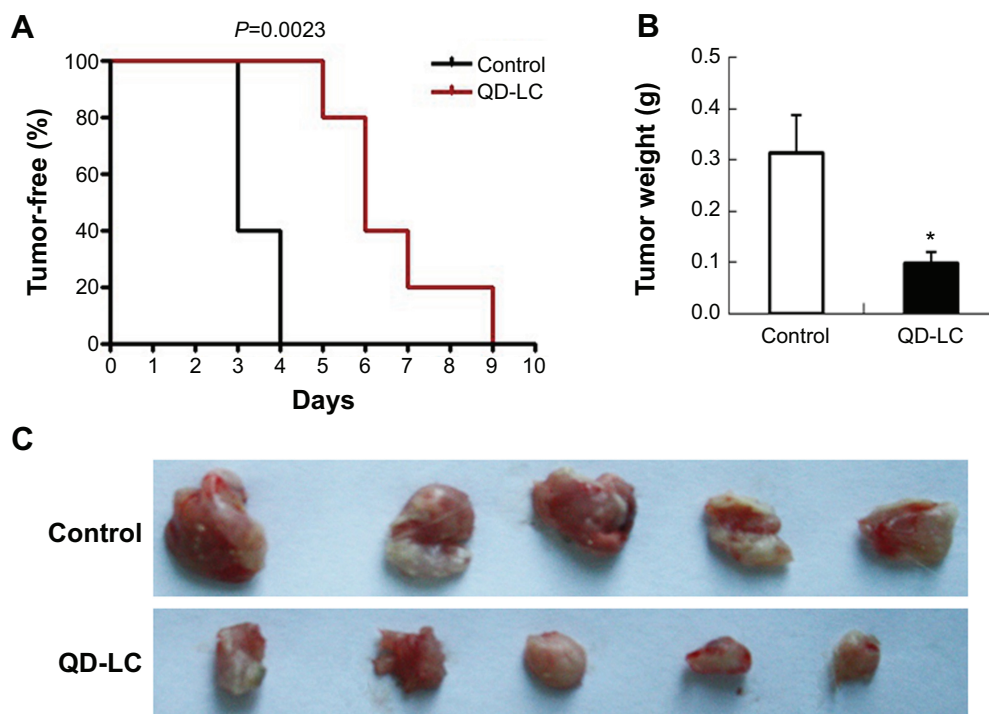 A
P=0.0023
Tumor-free (%)
100
80
60
40
20
0
0 1 2 3 4 5 6 7 8 9 10
Days
Control
QD-LC
B
Tumor weight (g)
0.5
0.4
0.3
0.2
0.1
0.0
*
Control QD-LC
C
Control
QD-LC